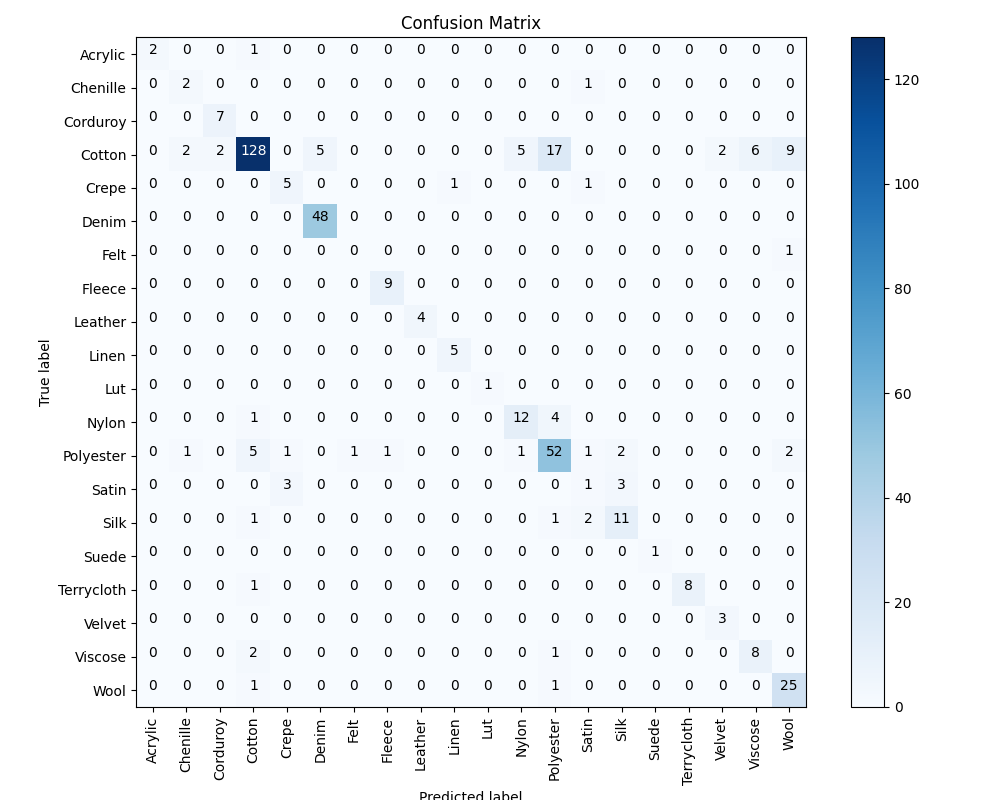 Confusion Matrix
Acrylic 2 0 0 1 0 0 0 0 0 0 0 0 0 0 0 0 0 0 0 0
Chenille 0 2 0 0 0 0 0 0 0 0 0 0 0 1 0 0 0 0 0 0
Corduroy 0 0 7 0 0 0 0 0 0 0 0 0 0 0 0 0 0 0 0 0
Cotton 0 2 2 128 0 5 0 0 0 0 0 5 17 0 0 0 0 2 6 9
Crepe 0 0 0 0 5 0 0 0 0 1 0 0 0 1 0 0 0 0 0 0
Denim 0 0 0 0 0 48 0 0 0 0 0 0 0 0 0 0 0 0 0 0
Felt 0 0 0 0 0 0 0 0 0 0 0 0 0 0 0 0 0 0 0 1
Fleece 0 0 0 0 0 0 0 9 0 0 0 0 0 0 0 0 0 0 0 0
Leather 0 0 0 0 0 0 0 0 4 0 0 0 0 0 0 0 0 0 0 0
Linen 0 0 0 0 0 0 0 0 0 5 0 0 0 0 0 0 0 0 0 0
Lut 0 0 0 0 0 0 0 0 0 0 1 0 0 0 0 0 0 0 0 0
Nylon 0 0 0 1 0 0 0 0 0 0 0 12 4 0 0 0 0 0 0 0
Polyester 0 1 0 5 1 0 1 1 0 0 0 1 52 1 2 0 0 0 0 2
Satin 0 0 0 0 3 0 0 0 0 0 0 0 0 1 3 0 0 0 0 0
Silk 0 0 0 1 0 0 0 0 0 0 0 0 1 2 11 0 0 0 0 0
Suede 0 0 0 0 0 0 0 0 0 0 0 0 0 0 0 1 0 0 0 0
Terrycloth 0 0 0 1 0 0 0 0 0 0 0 0 0 0 0 0 8 0 0 0
Velvet 0 0 0 0 0 0 0 0 0 0 0 0 0 0 0 0 0 3 0 0
Viscose 0 0 0 2 0 0 0 0 0 0 0 0 1 0 0 0 0 0 8 0
Wool 0 0 0 1 0 0 0 0 0 0 0 0 1 0 0 0 0 0 0 25
True label
Acrylic Chenille Corduroy Cotton Crepe Denim Felt Fleece Leather Linen Lut Nylon Polyester Satin Silk Suede Terrycloth Velvet Viscose Wool
Predicted label
120
100
80
60
40
20
0